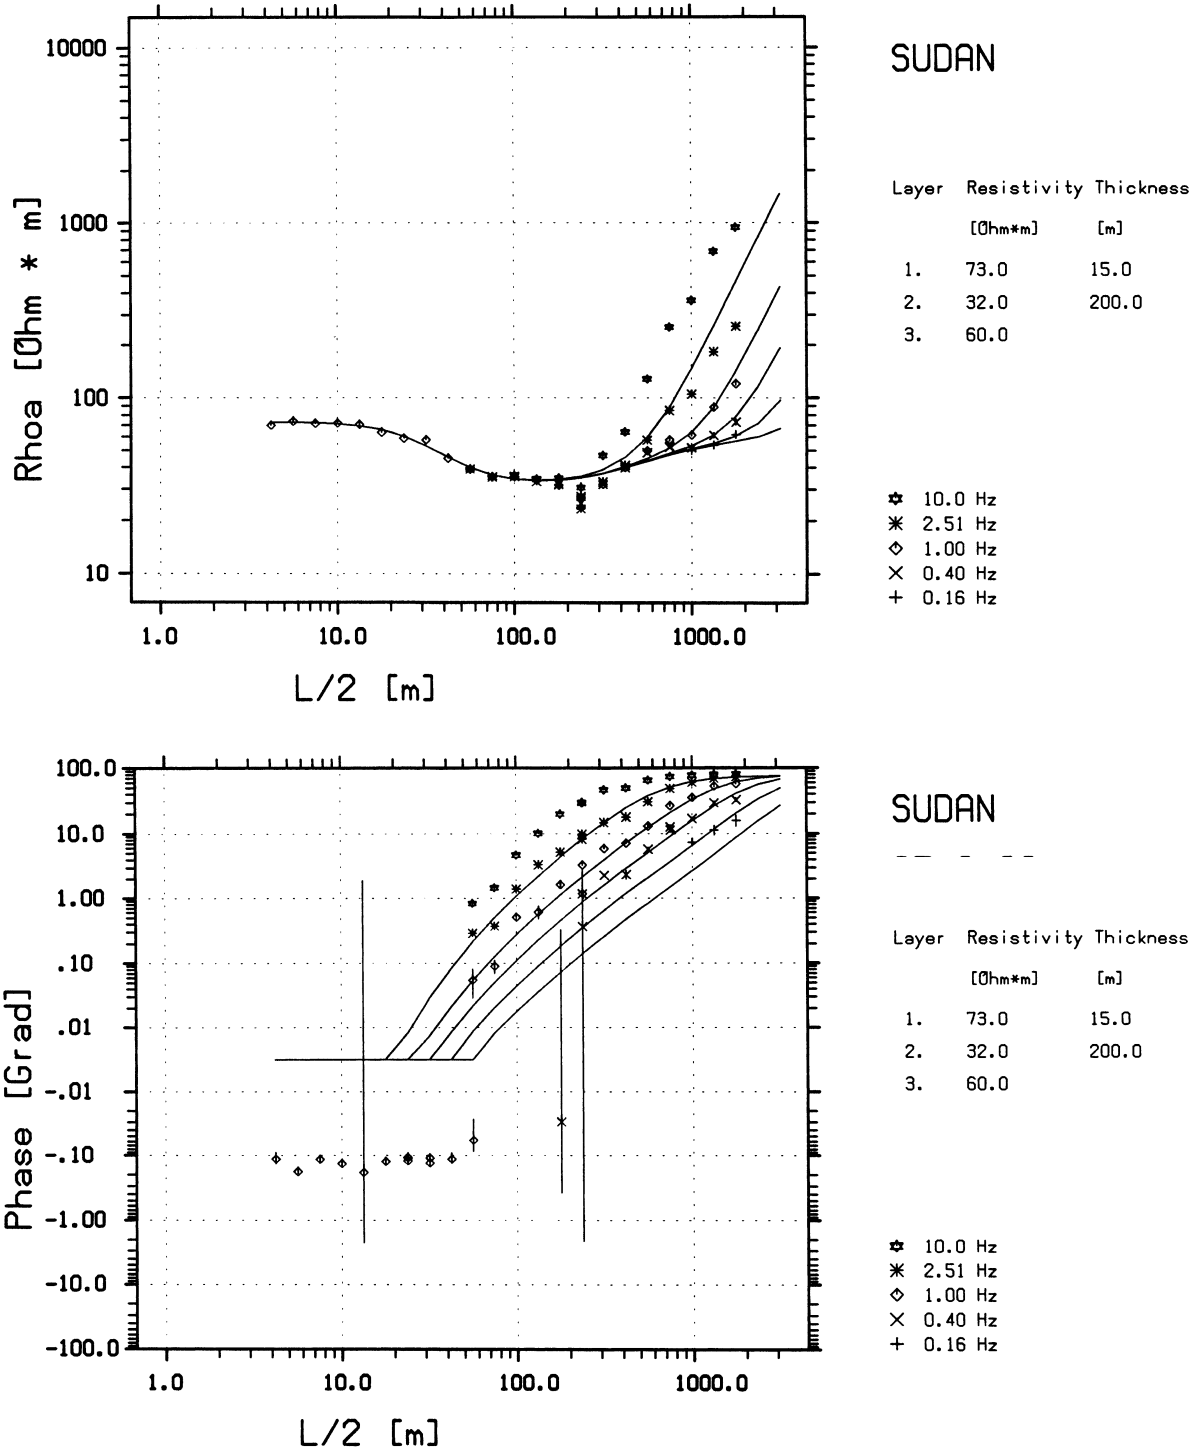 10000
1000
100
10
Rhoa [Ohm * m]
1.0 10.0 100.0 1000.0
L/2 [m]
SUDAN
Layer Resistivity Thickness
[Ohm*m] [m]
1. 73.0 15.0
2. 32.0 200.0
3. 60.0
10.0 Hz
2.51 Hz
1.00 Hz
0.40 Hz
0.16 Hz
100.0
10.0
1.00
.10
.01
-.01
-.10
-1.00
-10.0
-100.0
Phase [Grad]
1.0 10.0 100.0 1000.0
L/2 [m]
SUDAN
Layer Resistivity Thickness
[Ohm*m] [m]
1. 73.0 15.0
2. 32.0 200.0
3. 60.0
10.0 Hz
2.51 Hz
1.00 Hz
0.40 Hz
0.16 Hz